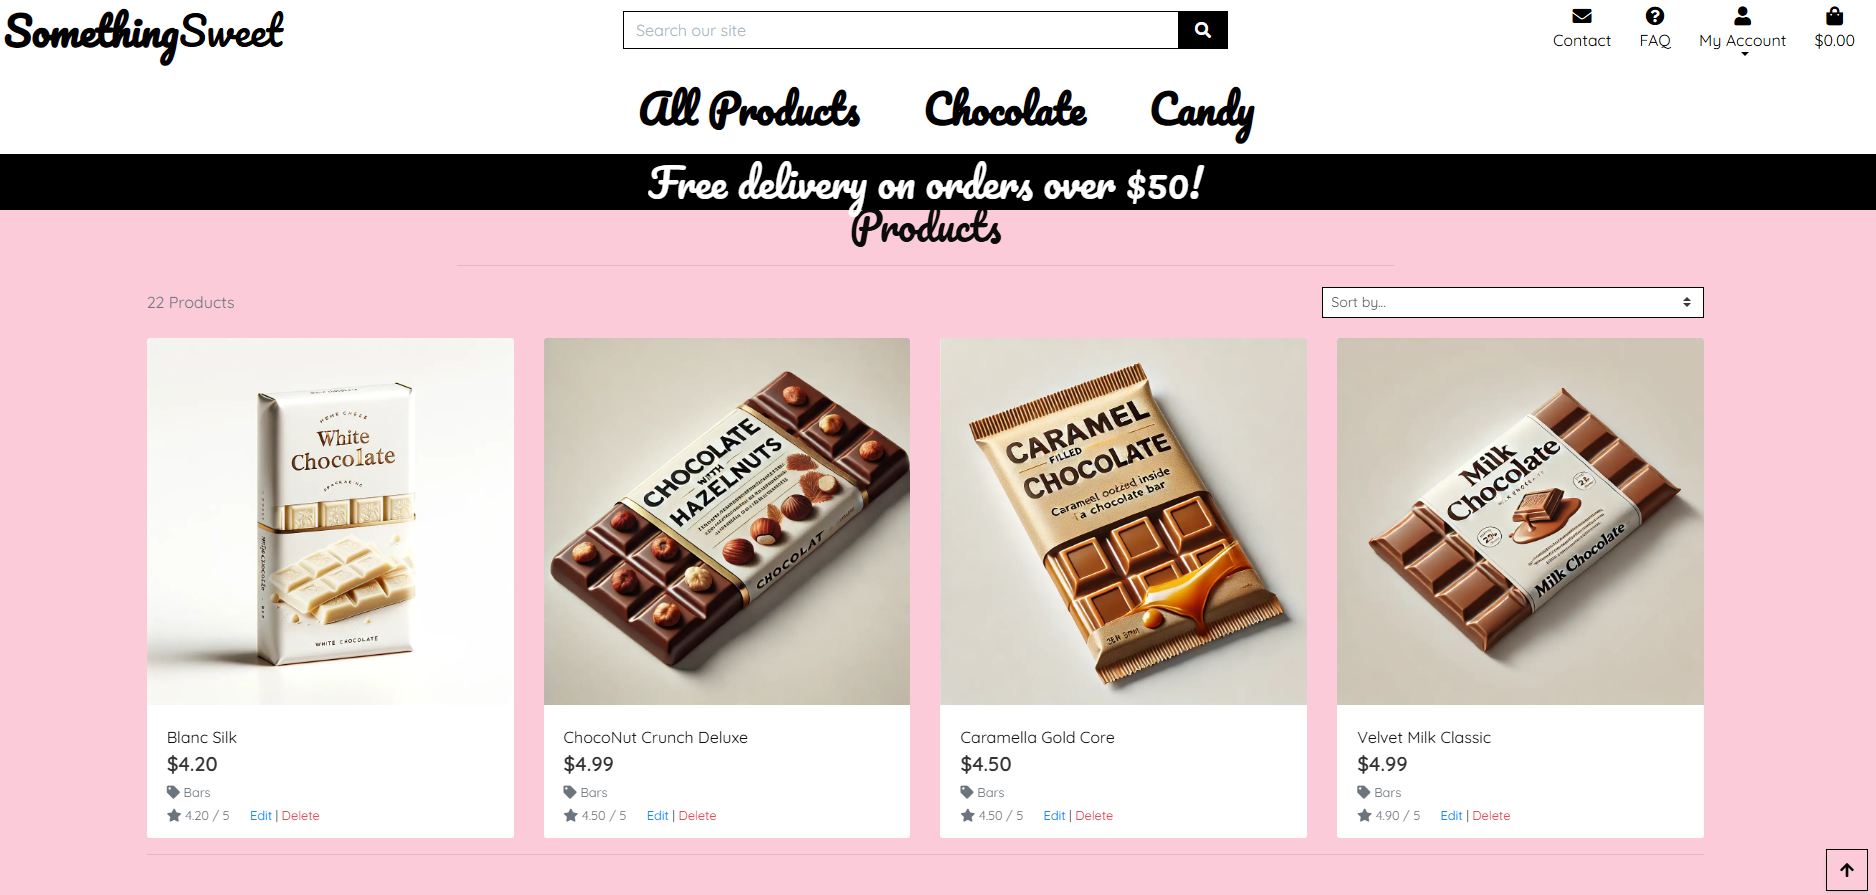 SomethingSweet
Search our site
Contact
FAQ
My Account
$0.00
All Products
Chocolate
Candy
Free delivery on orders over $50!
Products
22 Products
Sort by...
White
Chocolate
WHITE CHOCOLATE
CHOCOLATE
WITH
HAZELNUTS
CHOCOLAT
CARAMEL
FILLED
CHOCOLATE
Caramel oozed inside
a chocolate bar
Milk
Chocolate
Milk Chocolate
Blanc Silk
$4.20
Bars
4.20 / 5 Edit | Delete
ChocoNut Crunch Deluxe
$4.99
Bars
4.50 / 5 Edit | Delete
Caramella Gold Core
$4.50
Bars
4.50 / 5 Edit | Delete
Velvet Milk Classic
$4.99
Bars
4.90 / 5 Edit | Delete